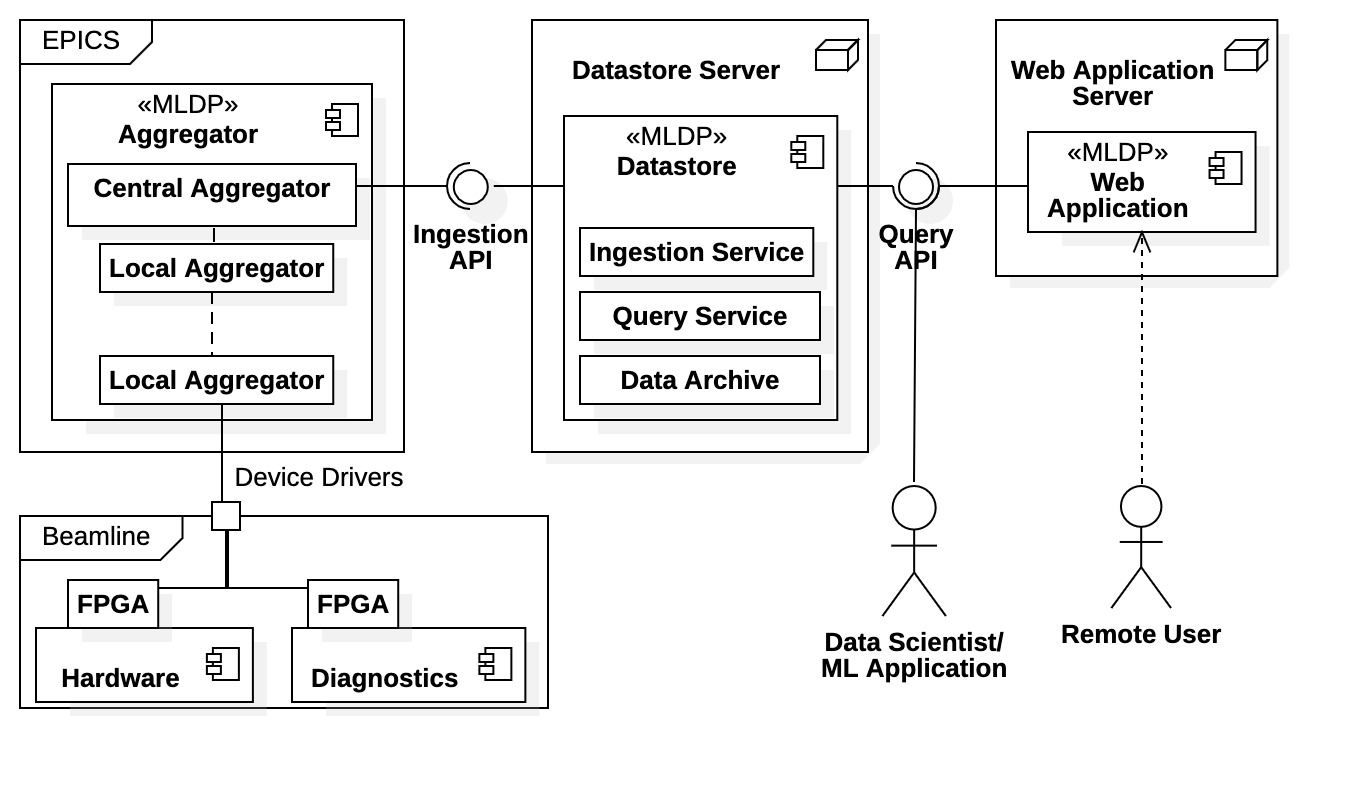 EPICS
«MLDP»
Aggregator
Central Aggregator
Local Aggregator
Local Aggregator
Ingestion
API
Datastore Server
«MLDP»
Datastore
Ingestion Service
Query Service
Data Archive
Query
API
Web Application
Server
«MLDP»
Web
Application
Device Drivers
Beamline
FPGA
FPGA
Hardware
Diagnostics
Data Scientist/
ML Application
Remote User